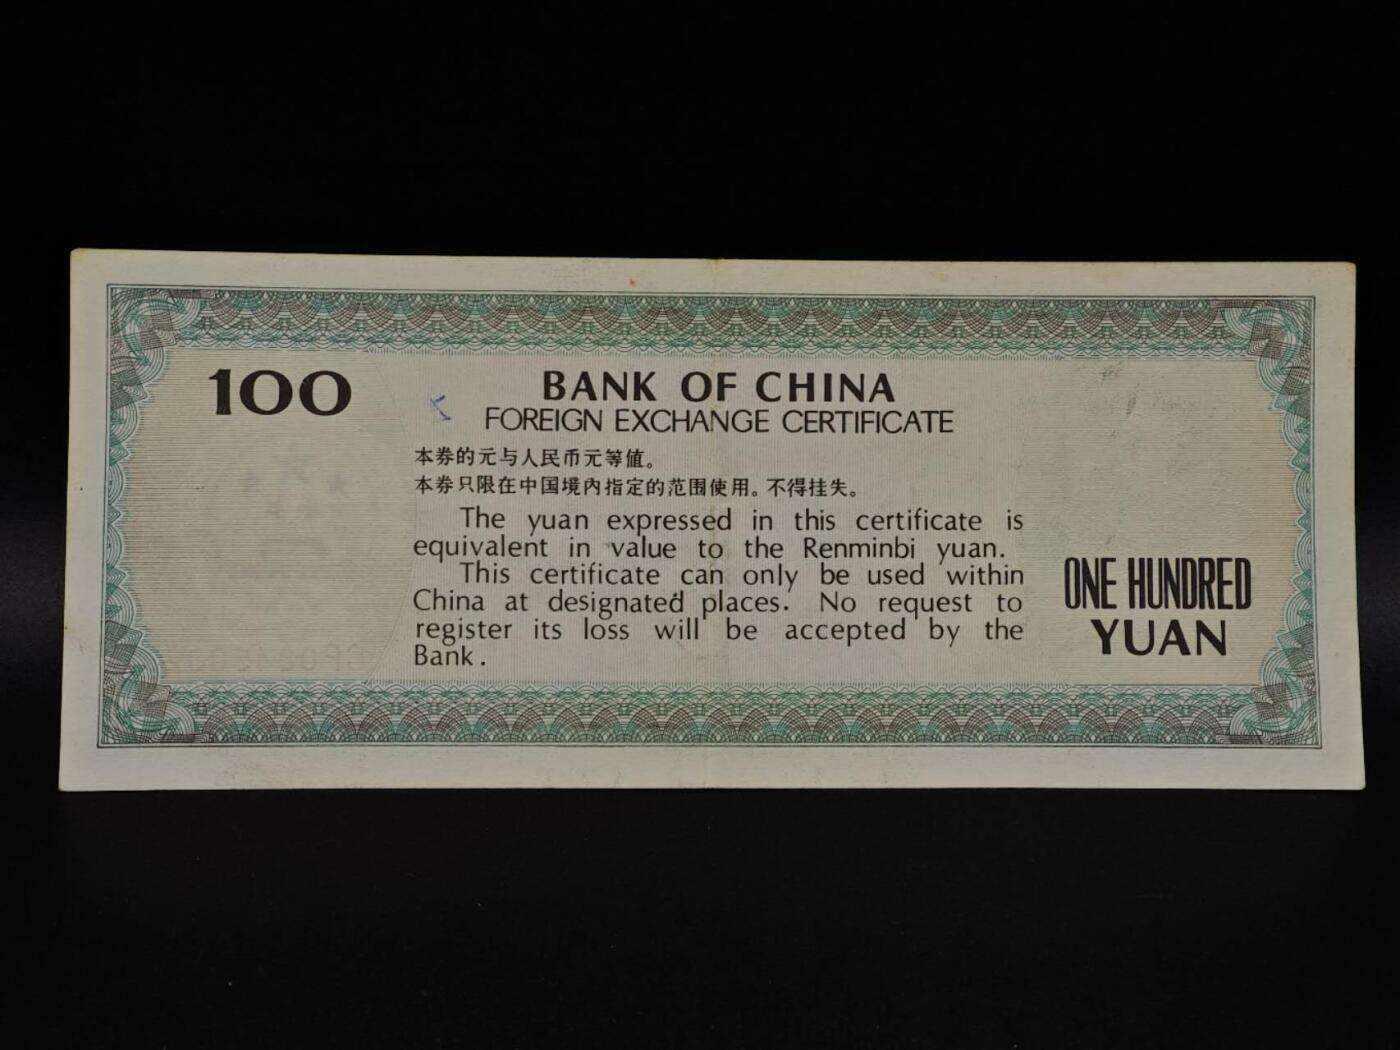 100
BANK OF CHINA
FOREIGN EXCHANGE CERTIFICATE
本券的元与人民币元等值。
本券只限在中国境内指定的范围使用。不得挂失。
The yuan expressed in this certificate is
equivalent in value to the Renminbi yuan.
This certificate can only be used within
China at designated places. No request to
register its loss will be accepted by the
Bank.
ONE HUNDRED
YUAN